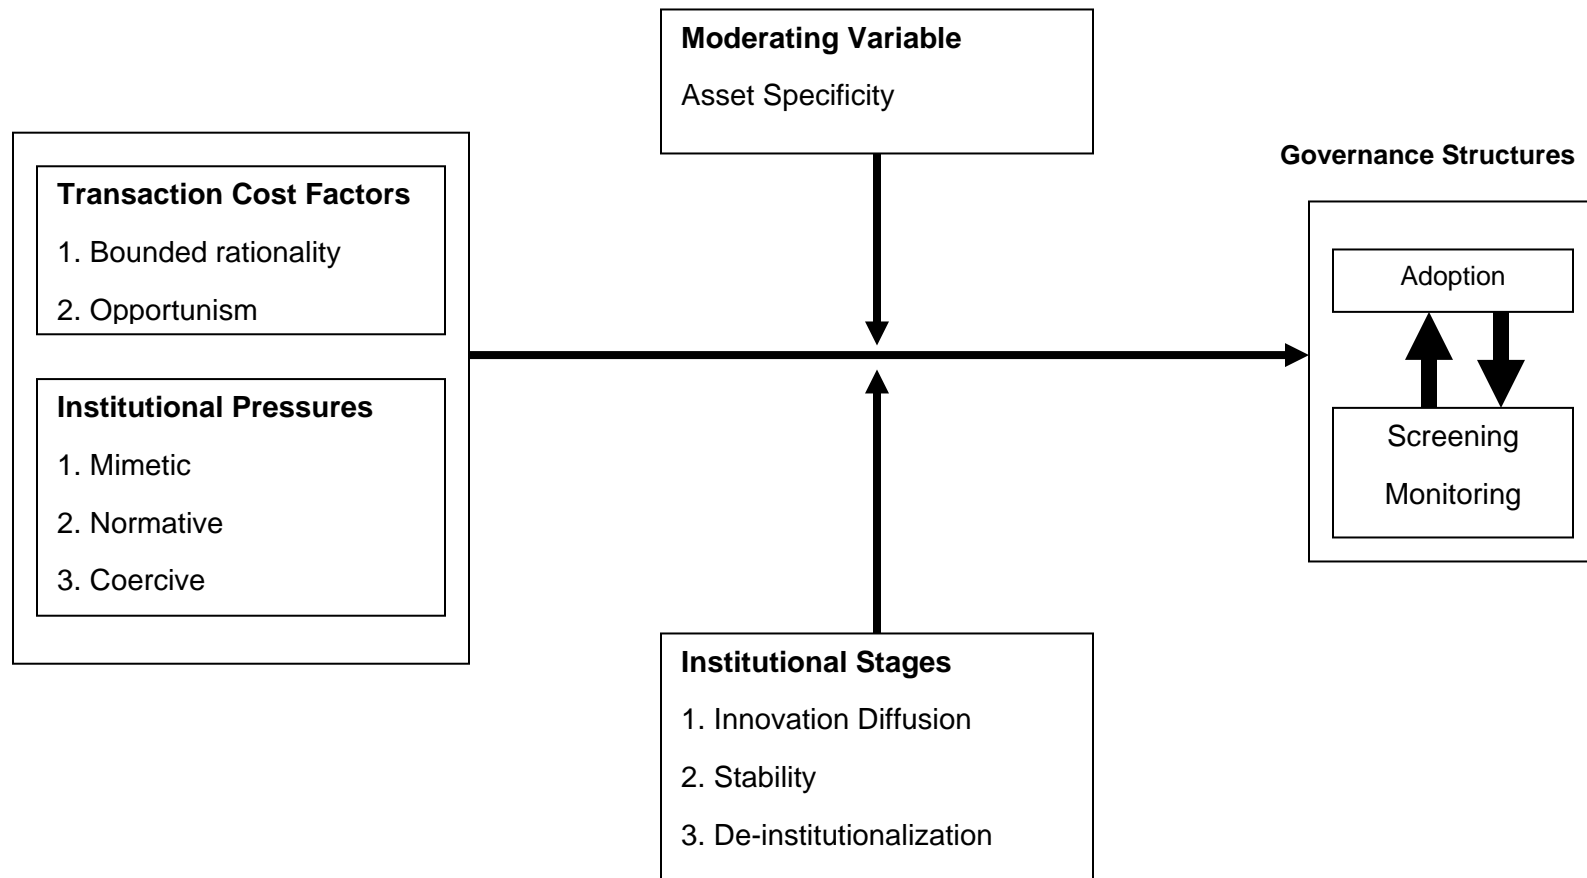 Moderating Variable
Asset Specificity
Governance Structures
Transaction Cost Factors
1. Bounded rationality
2. Opportunism
Institutional Pressures
1. Mimetic
2. Normative
3. Coercive
Adoption
Screening
Monitoring
Institutional Stages
1. Innovation Diffusion
2. Stability
3. De-institutionalization